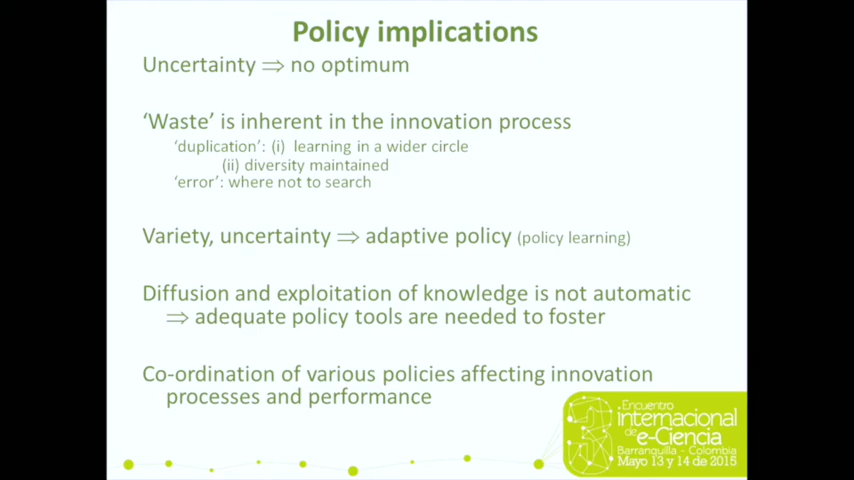 Policy implications
Uncertainty ⇒ no optimum
‘Waste’ is inherent in the innovation process
‘duplication’: (i) learning in a wider circle
(ii) diversity maintained
‘error’: where not to search
Variety, uncertainty ⇒ adaptive policy (policy learning)
Diffusion and exploitation of knowledge is not automatic
⇒ adequate policy tools are needed to foster
Co-ordination of various policies affecting innovation
processes and performance
3
Encuentro
internacional
de e-Ciencia
Barranquilla - Colombia
Mayo 13 y 14 de 2015